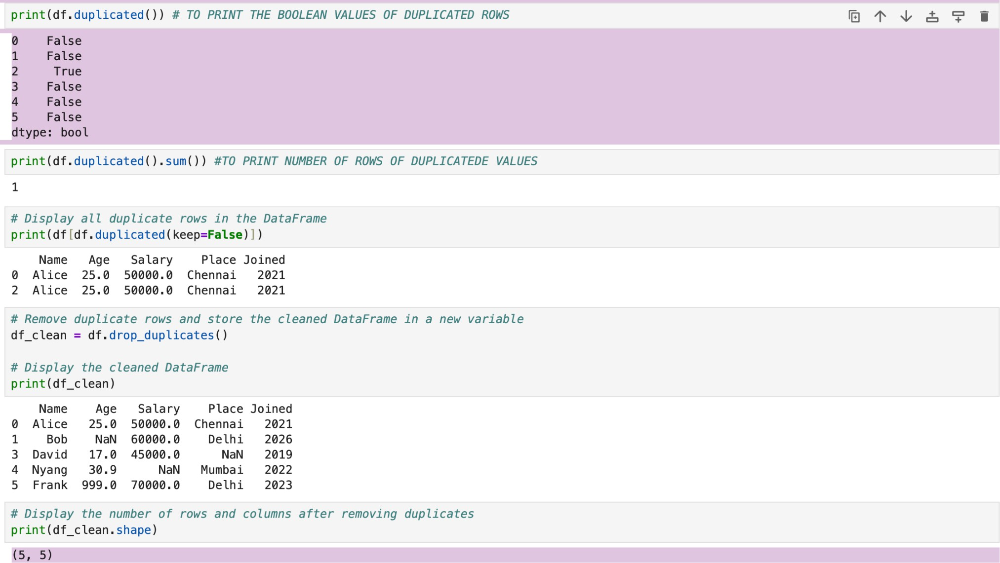 print(df.duplicated()) # TO PRINT THE BOOLEAN VALUES OF DUPLICATED ROWS
0    False
1    False
2     True
3    False
4    False
5    False
dtype: bool
print(df.duplicated().sum()) #TO PRINT NUMBER OF ROWS OF DUPLICATEDE VALUES
1
# Display all duplicate rows in the DataFrame
print(df[df.duplicated(keep=False)])
    Name   Age   Salary    Place Joined
0  Alice  25.0  50000.0  Chennai   2021
2  Alice  25.0  50000.0  Chennai   2021
# Remove duplicate rows and store the cleaned DataFrame in a new variable
df_clean = df.drop_duplicates()
# Display the cleaned DataFrame
print(df_clean)
    Name    Age   Salary    Place Joined
0  Alice   25.0  50000.0  Chennai   2021
1    Bob    NaN  60000.0    Delhi   2026
3  David   17.0  45000.0      NaN   2019
4  Nyang   30.9      NaN   Mumbai   2022
5  Frank  999.0  70000.0    Delhi   2023
# Display the number of rows and columns after removing duplicates
print(df_clean.shape)
(5, 5)